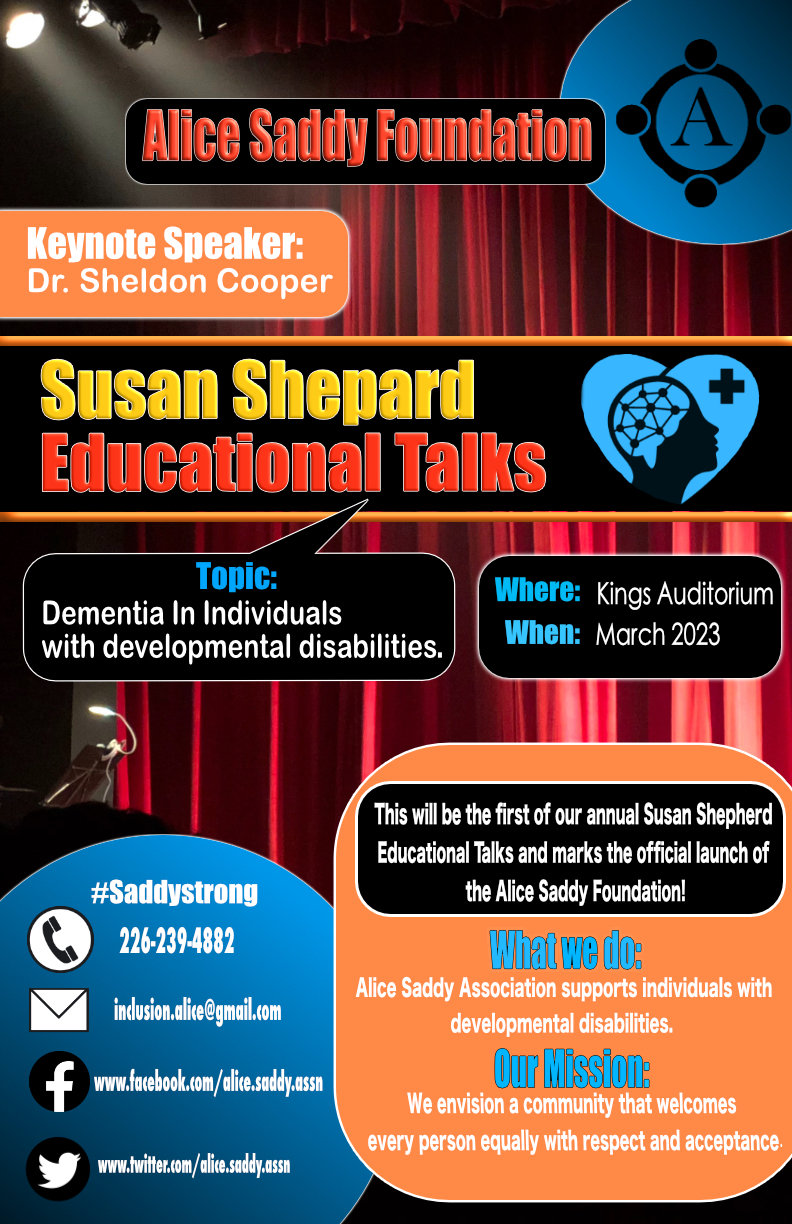 A
Alice Saddy Foundation
Keynote Speaker:
Dr. Sheldon Cooper
Susan Shepard
Educational Talks
Topic:
Dementia In Individuals
with developmental disabilities.
Where: Kings Auditorium
When: March 2023
This will be the first of our annual Susan Shepherd
Educational Talks and marks the official launch of
the Alice Saddy Foundation!
What we do:
Alice Saddy Association supports individuals with
developmental disabilities.
Our Mission:
We envision a community that welcomes
every person equally with respect and acceptance.
#Saddystrong
226-239-4882
inclusion.alice@gmail.com
www.facebook.com/alice.saddy.assn
www.twitter.com/alice.saddy.assn